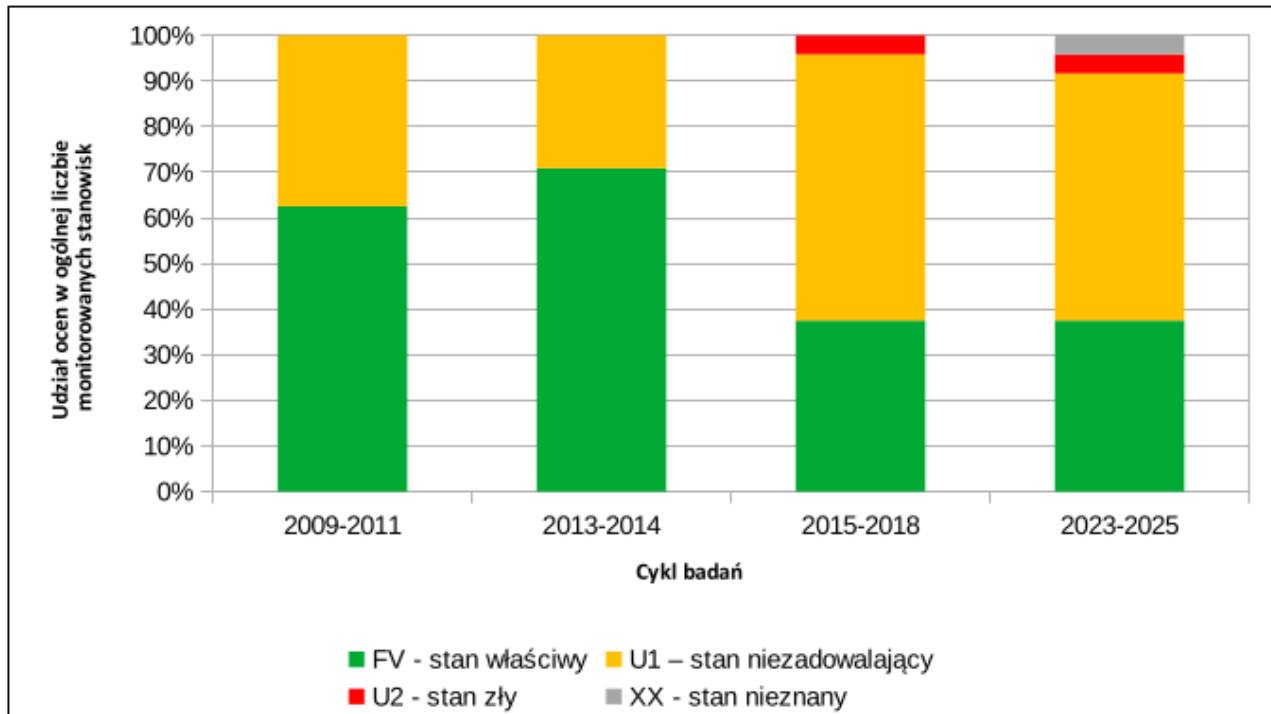 100%
90%
80%
70%
60%
50%
40%
30%
20%
10%
0%
Udział ocen w ogólnej liczbie
monitorowanych stanowisk
2009-2011 2013-2014 2015-2018 2023-2025
Cykl badań
FV - stan właściwy U1 – stan niezadowalający
U2 - stan zły XX - stan nieznany